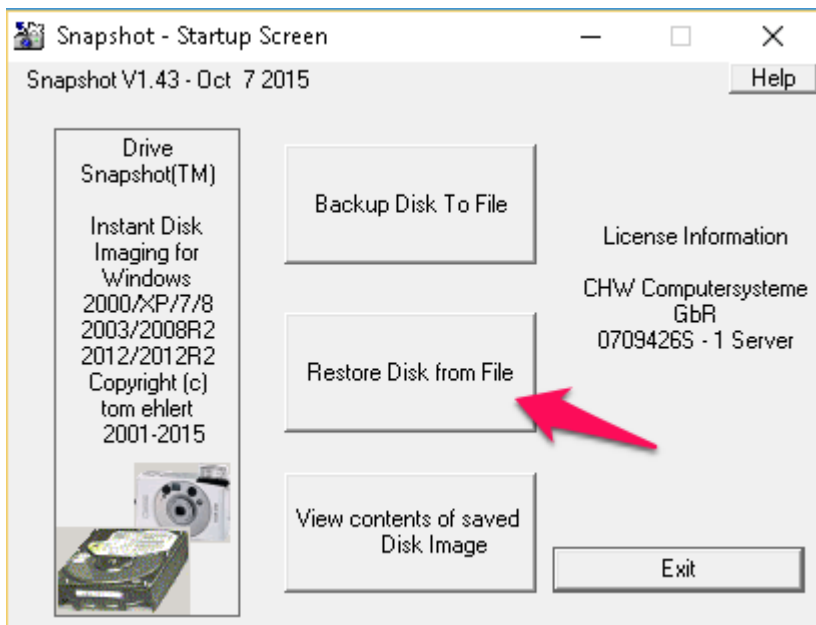 Snapshot - Startup Screen
Snapshot V1.43 - Oct 7 2015
Help
Drive
Snapshot(TM)
Instant Disk
Imaging for
Windows
2000/XP/7/8
2003/2008R2
2012/2012R2
Copyright (c)
tom ehlert
2001-2015
Backup Disk To File
Restore Disk from File
View contents of saved
Disk Image
License Information
CHW Computersysteme
GbR
0709426S - 1 Server
Exit